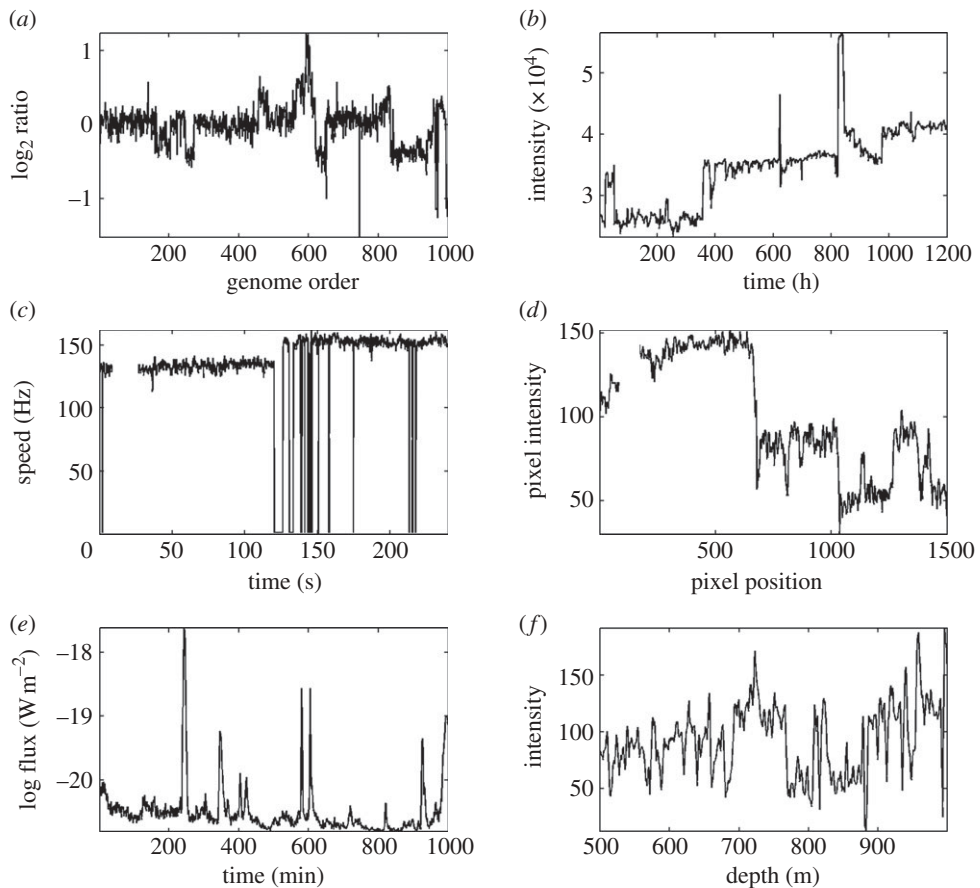 (a)
1
0
−1
log2 ratio
200 400 600 800 1000
genome order
(b)
5
4
3
intensity (× 10⁴)
200 400 600 800 1000 1200
time (h)
(c)
150
100
50
0 50 100 150 200
speed (Hz)
time (s)
(d)
150
100
50
pixel intensity
500 1000 1500
pixel position
(e)
−18
−19
−20
log flux (W m⁻²)
200 400 600 800 1000
time (min)
(f)
150
100
50
intensity
500 600 700 800 900
depth (m)